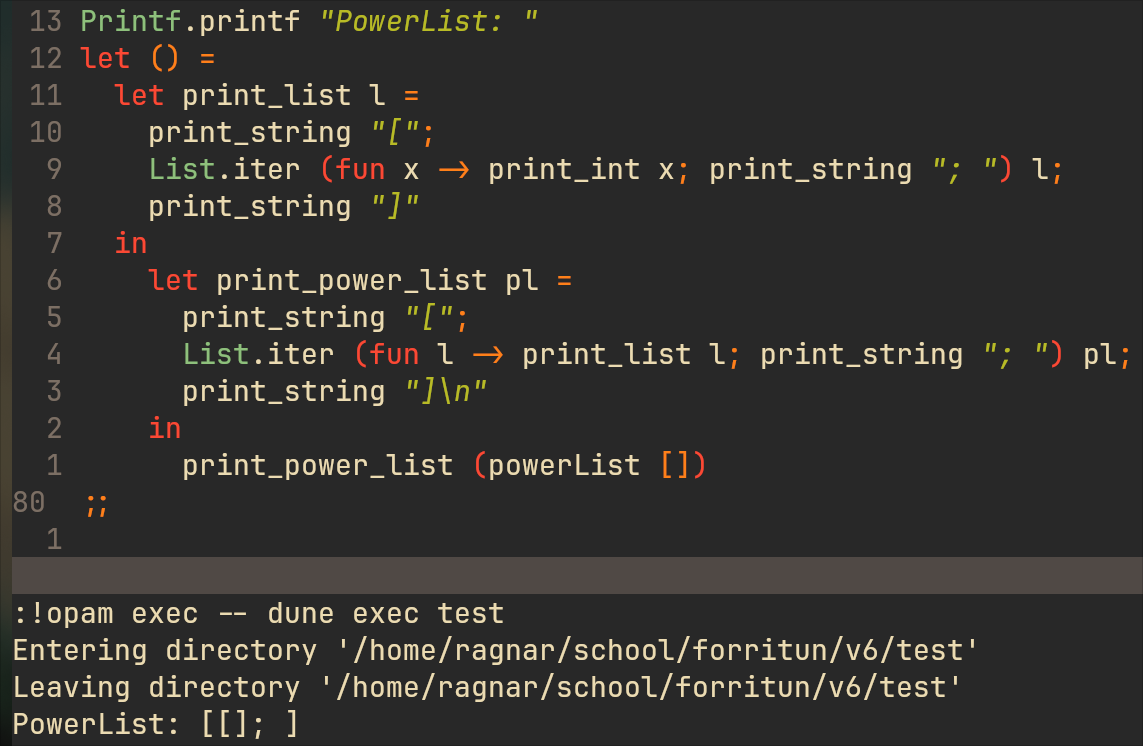 13 Printf.printf "PowerList: "
12 let () =
11   let print_list l =
10     print_string "[";
 9     List.iter (fun x -> print_int x; print_string "; ") l;
 8     print_string "]"
 7   in
 6     let print_power_list pl =
 5       print_string "[";
 4       List.iter (fun l -> print_list l; print_string "; ") pl;
 3       print_string "]\n"
 2     in
 1       print_power_list (powerList [])
80  ;;
 1
:!opam exec -- dune exec test
Entering directory '/home/ragnar/school/forritun/v6/test'
Leaving directory '/home/ragnar/school/forritun/v6/test'
PowerList: [[]; ]